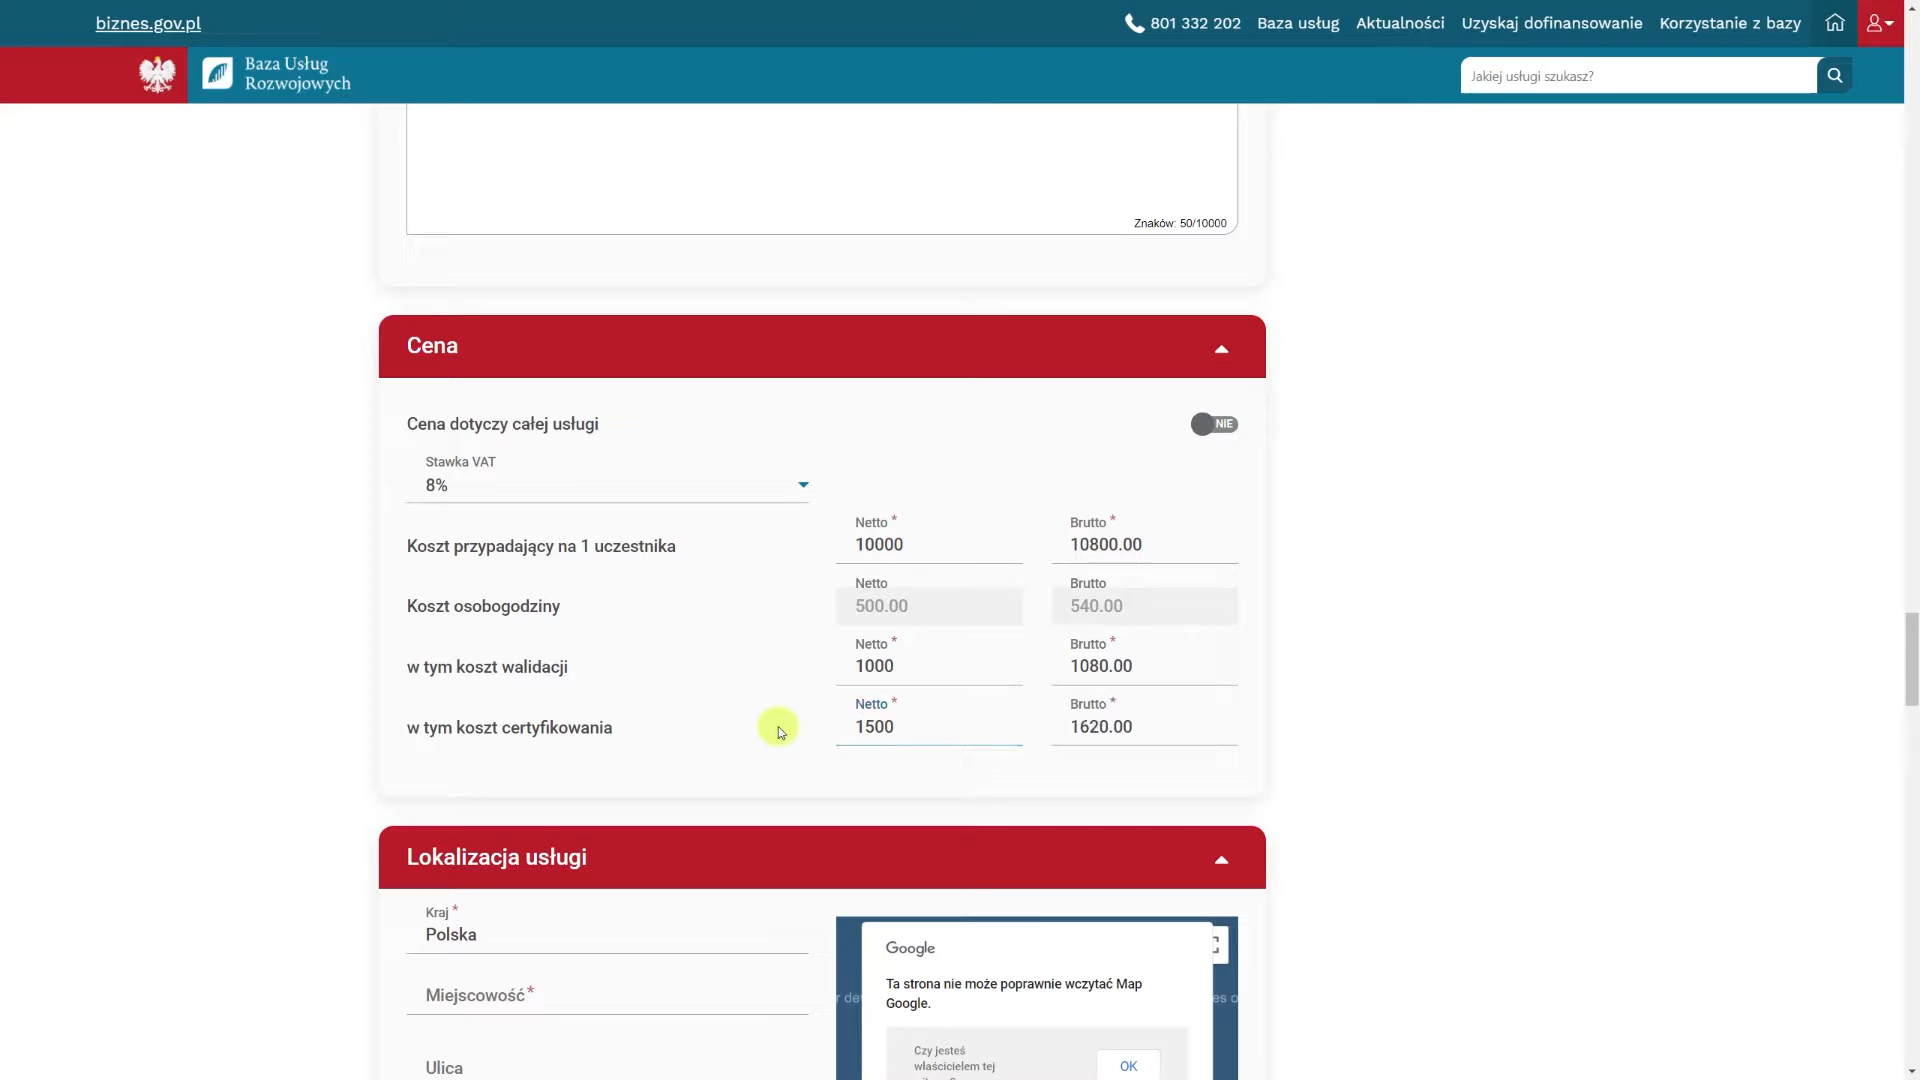 biznes.gov.pl
801 332 202 Baza usług Aktualności Uzyskaj dofinansowanie Korzystanie z bazy
Baza Usług
Rozwojowych
Jakiej usługi szukasz?
Znaków: 50/10000
Cena
Cena dotyczy całej usługi
NIE
Stawka VAT
8%
Netto * Brutto *
Koszt przypadający na 1 uczestnika 10000 10800.00
Netto Brutto
Koszt osobogodziny 500.00 540.00
Netto * Brutto *
w tym koszt walidacji 1000 1080.00
Netto * Brutto *
w tym koszt certyfikowania 1500 1620.00
Lokalizacja usługi
Kraj *
Polska
Miejscowość *
Ulica
Google
Ta strona nie może poprawnie wczytać Map
Google.
Czy jesteś
właścicielem tej
OK